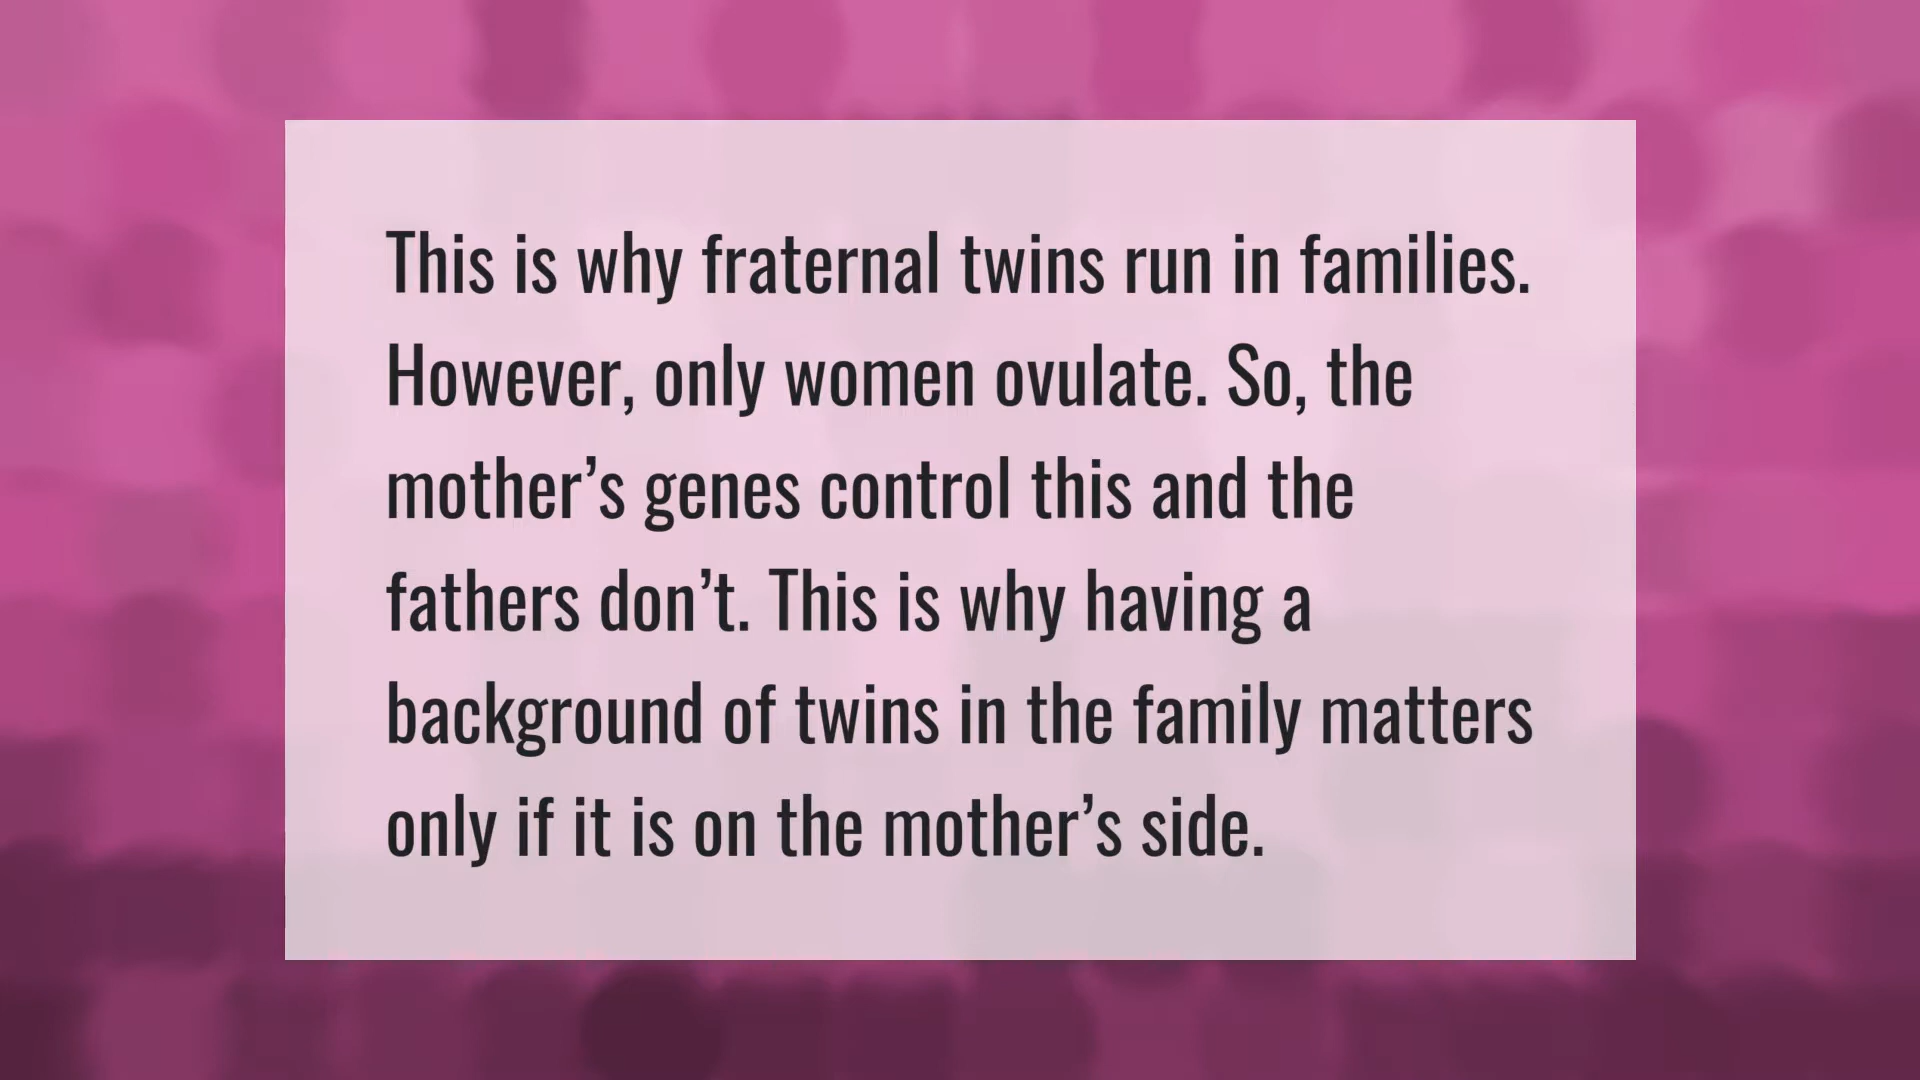 This is why fraternal twins run in families.
However, only women ovulate. So, the
mother’s genes control this and the
fathers don’t. This is why having a
background of twins in the family matters
only if it is on the mother’s side.